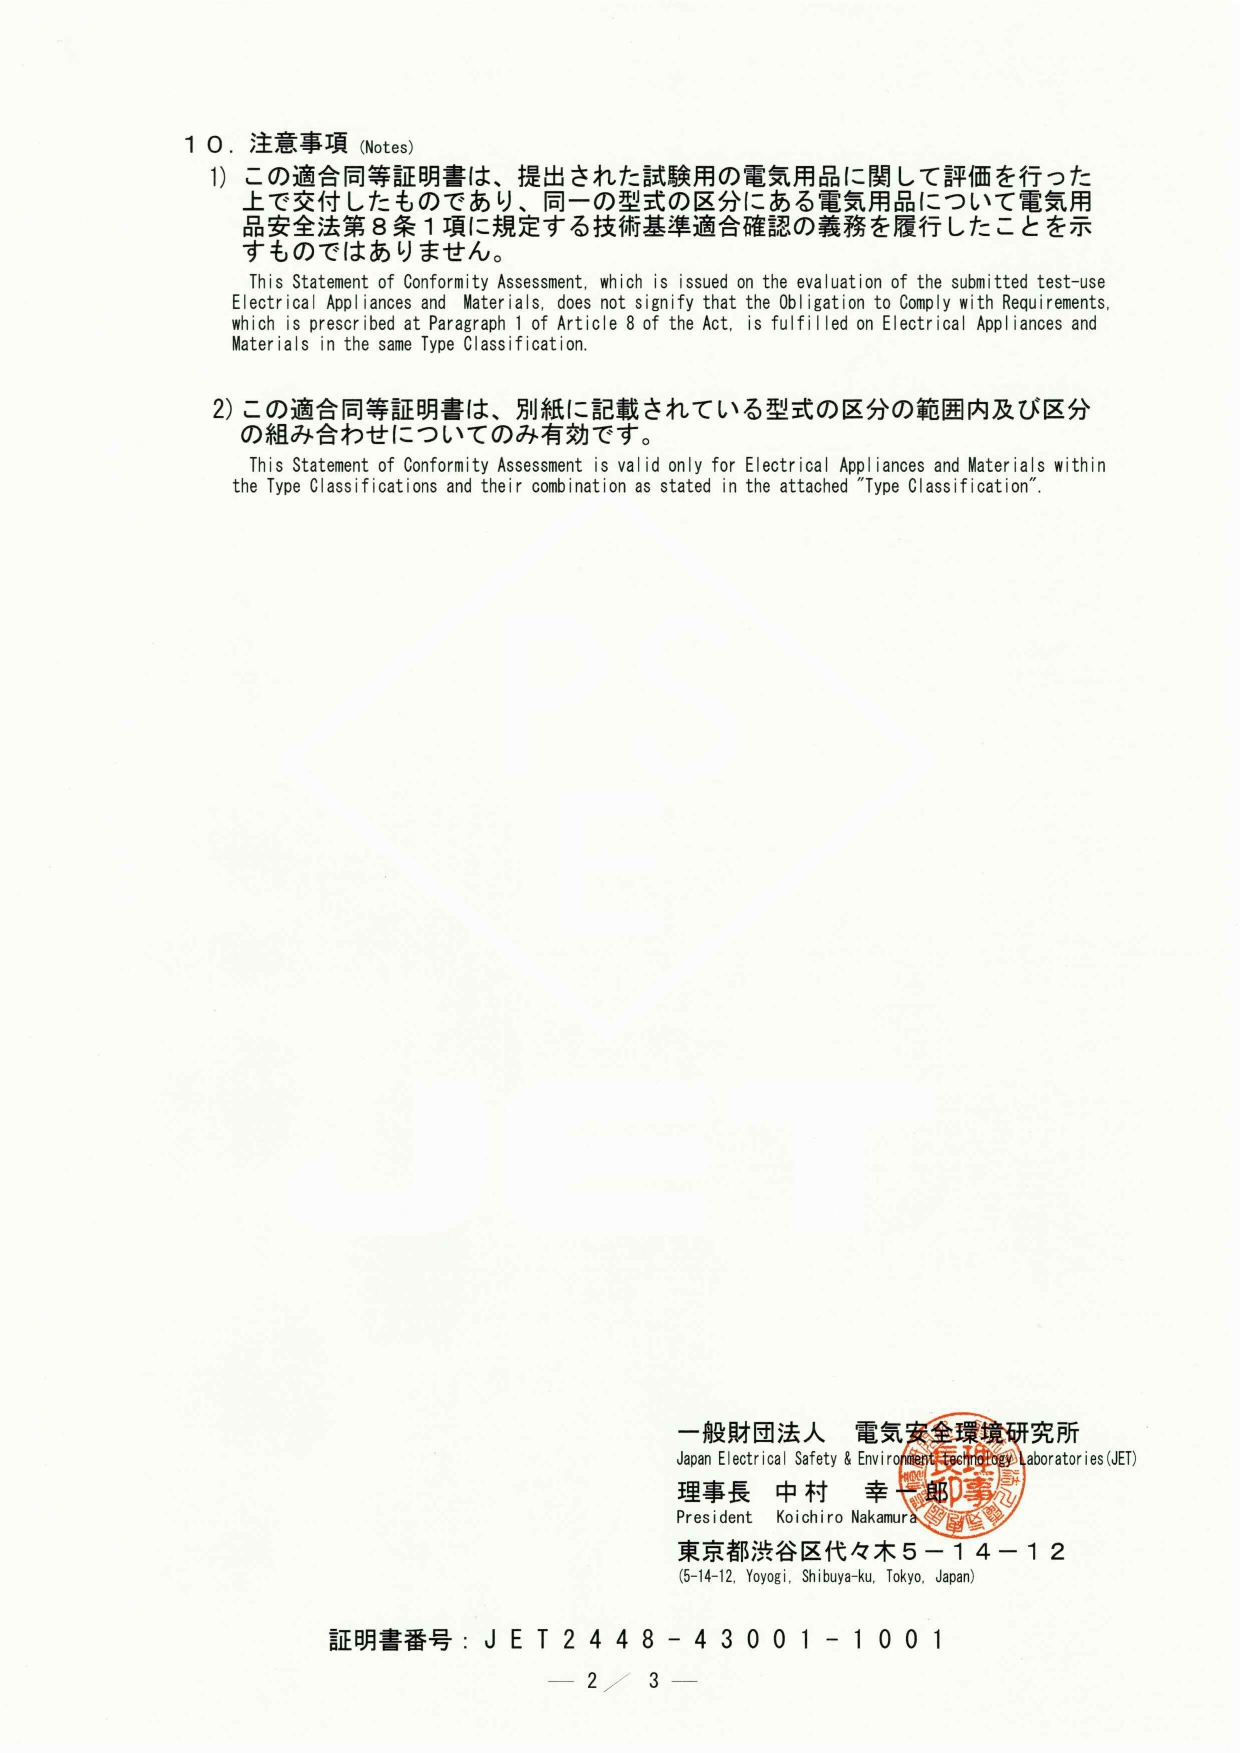 １０．注意事項 (Notes)
1) この適合同等証明書は、提出された試験用の電気用品に関して評価を行った
上で交付したものであり、同一の型式の区分にある電気用品について電気用
品安全法第８条１項に規定する技術基準適合確認の義務を履行したことを示
すものではありません。
This Statement of Conformity Assessment, which is issued on the evaluation of the submitted test-use
Electrical Appliances and Materials, does not signify that the Obligation to Comply with Requirements,
which is prescribed at Paragraph 1 of Article 8 of the Act, is fulfilled on Electrical Appliances and
Materials in the same Type Classification.
2) この適合同等証明書は、別紙に記載されている型式の区分の範囲内及び区分
の組み合わせについてのみ有効です。
This Statement of Conformity Assessment is valid only for Electrical Appliances and Materials within
the Type Classifications and their combination as stated in the attached "Type Classification".
PS
E
JET
一般財団法人　電気安全環境研究所
Japan Electrical Safety & Environment Technology Laboratories(JET)
理事長　中村　幸一郎
President Koichiro Nakamura
理事長印
東京都渋谷区代々木５－１４－１２
(5-14-12, Yoyogi, Shibuya-ku, Tokyo, Japan)
証明書番号：ＪＥＴ２４４８－４３００１－１００１
— 2／ 3 —